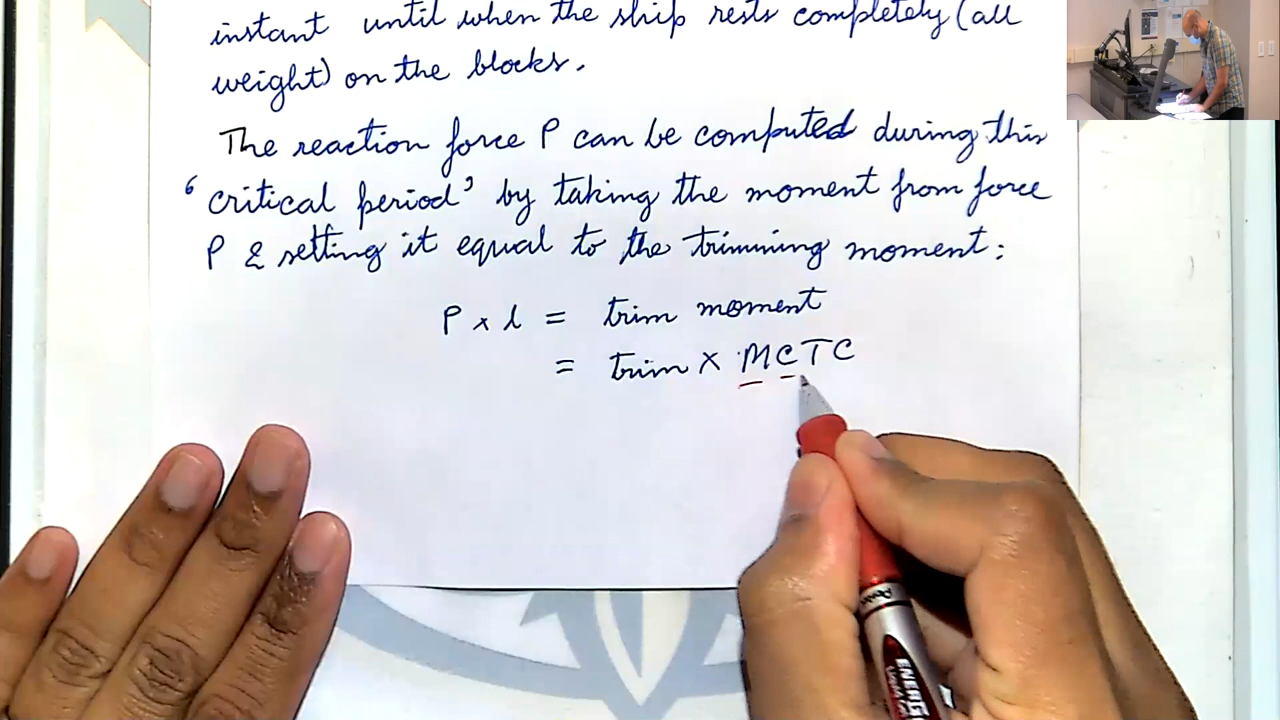 instant until when the ship rests completely (all
weight) on the blocks.
The reaction force P can be computed during this
'critical period' by taking the moment from force
P & setting it equal to the trimming moment:
P × l = trim moment
= trim × MCTC
Pentel
ENERGEL